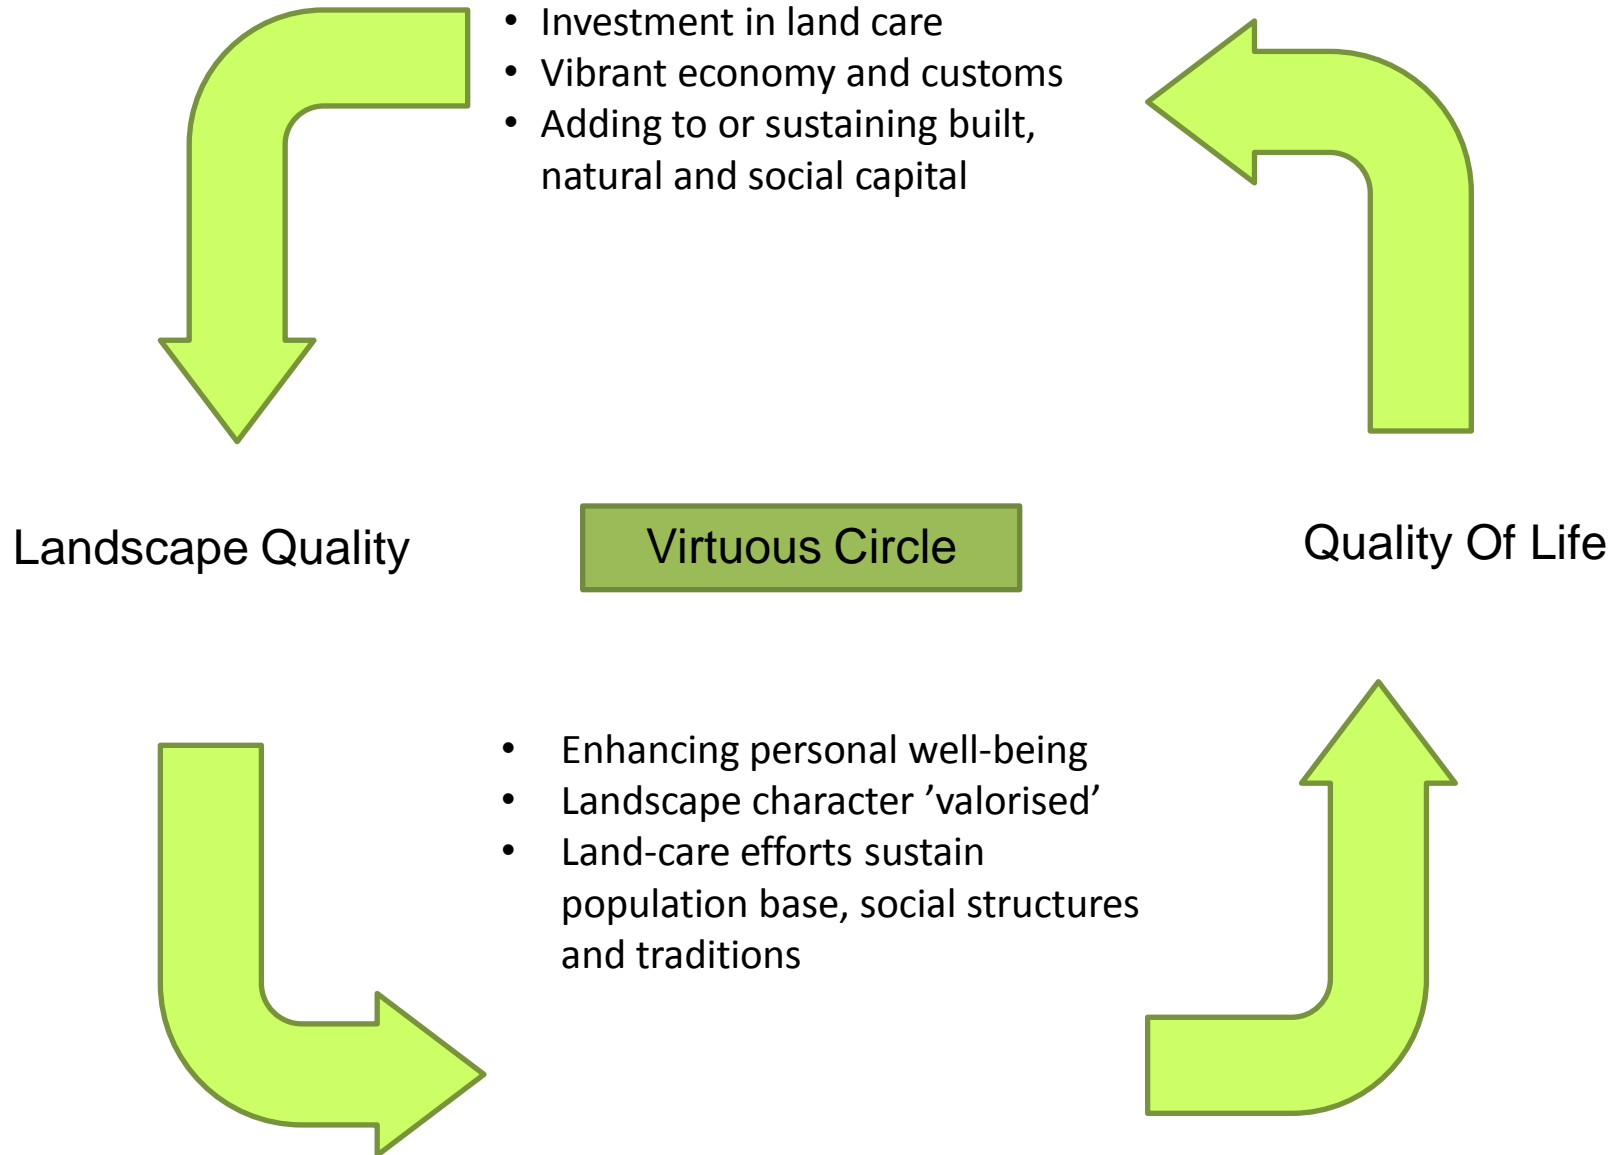 • Investment in land care
• Vibrant economy and customs
• Adding to or sustaining built,
natural and social capital
Landscape Quality
Virtuous Circle
Quality Of Life
• Enhancing personal well-being
• Landscape character ’valorised’
• Land-care efforts sustain
population base, social structures
and traditions